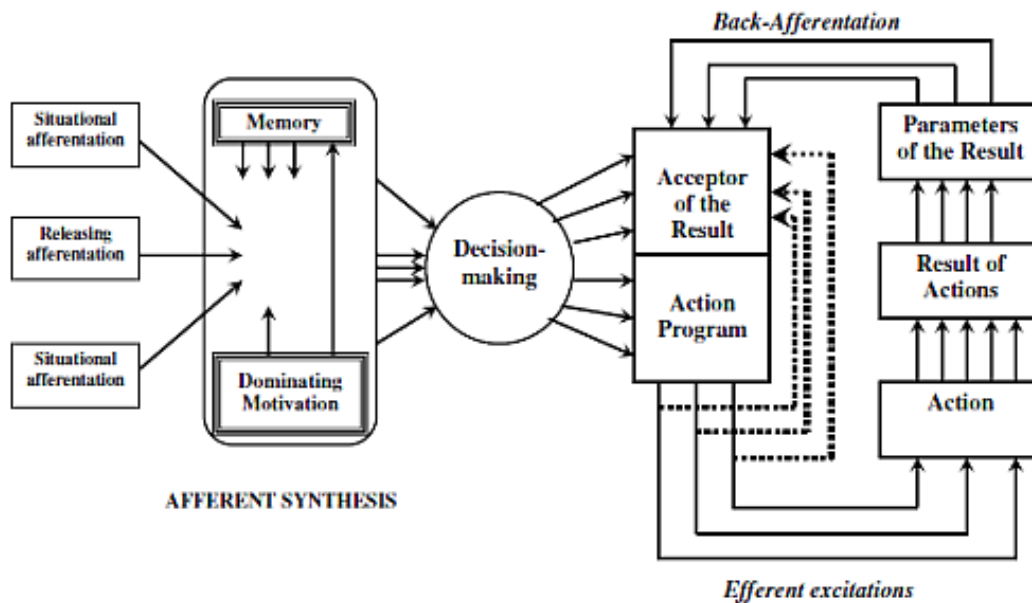 Back-Afferentation
Situational
afferentation
Releasing
afferentation
Situational
afferentation
Memory
Dominating
Motivation
AFFERENT SYNTHESIS
Decision-
making
Acceptor
of the
Result
Action
Program
Parameters
of the Result
Result of
Actions
Action
Efferent excitations